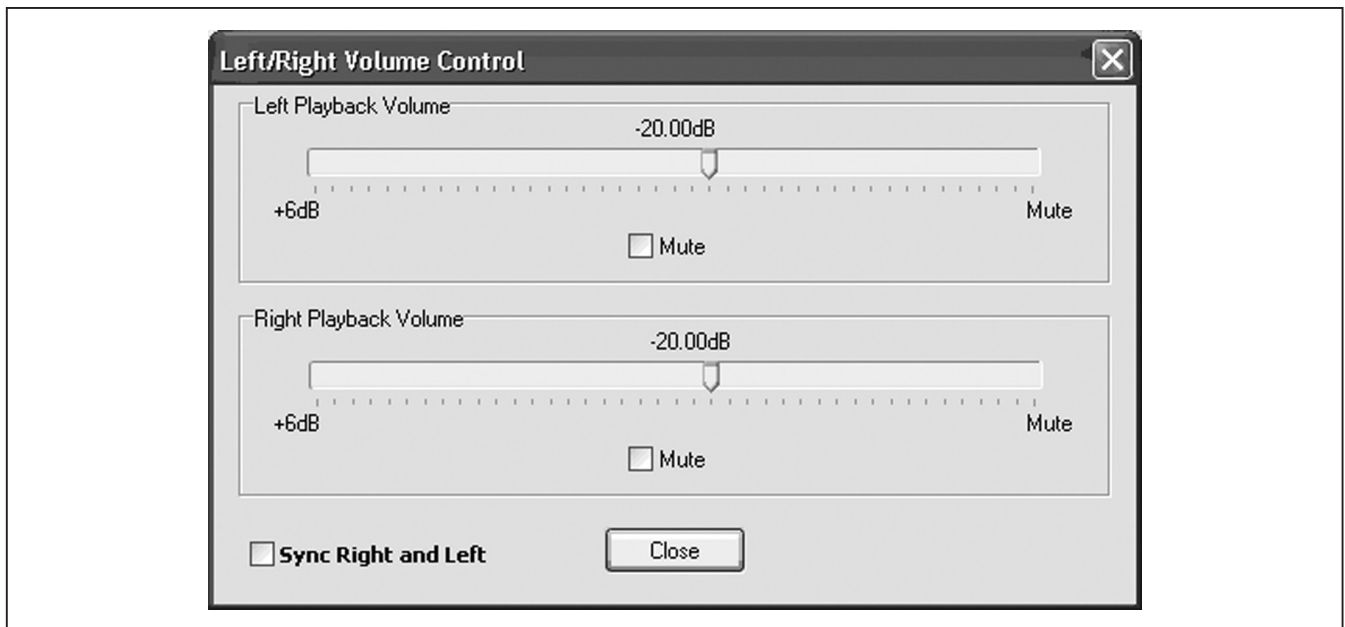 Left/Right Volume Control
Left Playback Volume
-20.00dB
+6dB Mute
Mute
Right Playback Volume
-20.00dB
+6dB Mute
Mute
Sync Right and Left Close